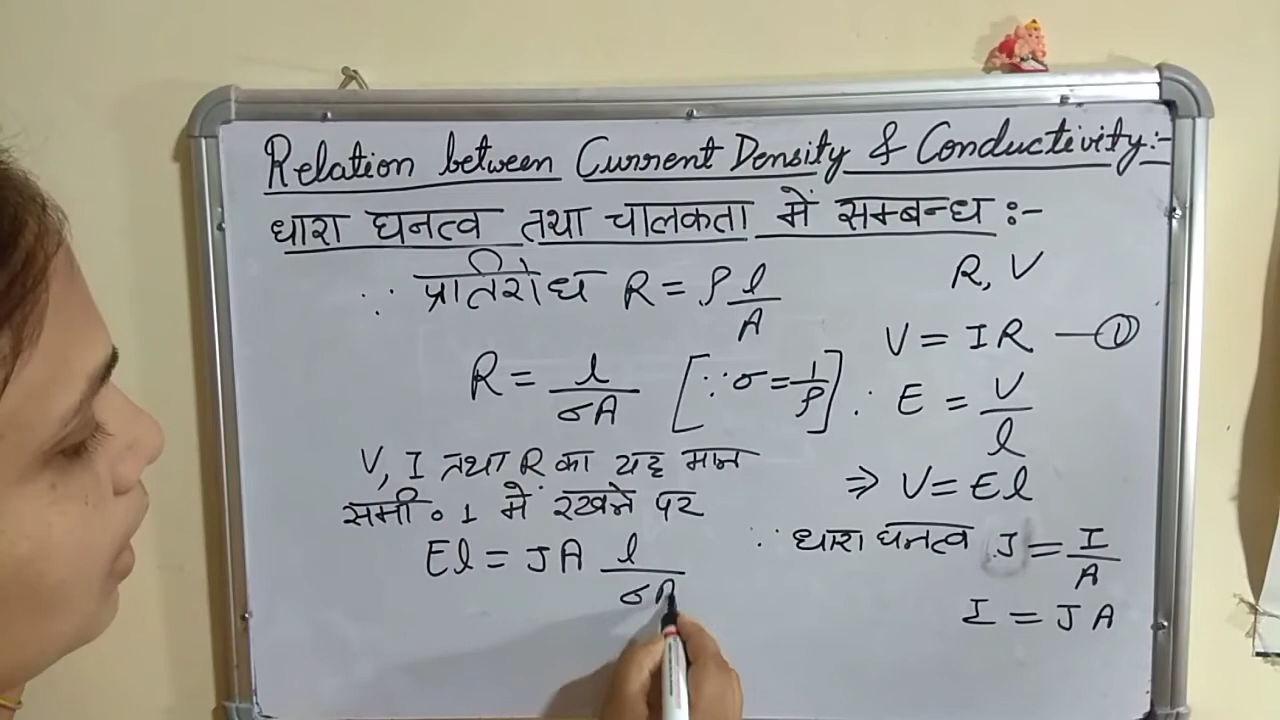 Relation between Current Density & Conductivity :-
धारा घनत्व तथा चालकता में सम्बन्ध :-
∵ प्रतिरोध R = ρ l/A
R = l/σA [∵ σ = 1/ρ]
V, I तथा R का यह मान
समी० 1 में रखने पर
El = JA l/σA
R, V
V = IR — ①
∴ E = V/l
⇒ V = El
∵ धारा घनत्व J = I/A
I = JA